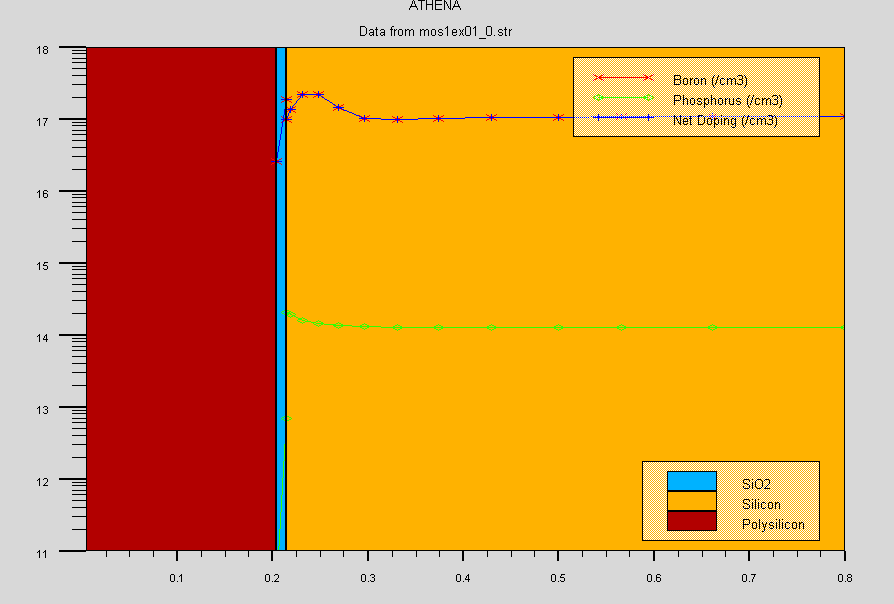 ATHENA
Data from mos1ex01_0.str
18
17
16
15
14
13
12
11
Boron (/cm3)
Phosphorus (/cm3)
Net Doping (/cm3)
SiO2
Silicon
Polysilicon
0.1 0.2 0.3 0.4 0.5 0.6 0.7 0.8